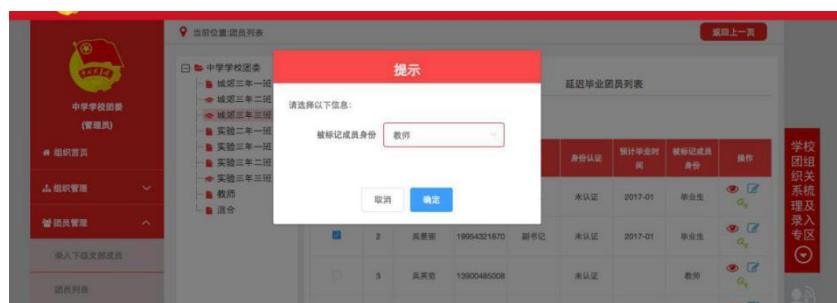 当前位置:团员列表
返回上一页
中学学校团委
(管理员)
组织首页
组织管理
团员管理
录入下级支部成员
团员列表
中学学校团委
城郊三年一班
城郊三年二班
城郊三年三班
实验二年一班
实验三年一班
实验三年二班
实验三年三班
教师
混合
提示
请选择以下信息:
被标记成员身份
教师
取消
确定
延迟毕业团员列表
身份认证
预计毕业时间
被标记成员身份
操作
未认证
2017-01
毕业生
2
19954321670
副书记
未认证
2017-01
毕业生
3
13900485008
未认证
教师
学校
团组
织关
系统
理及
录入
专区